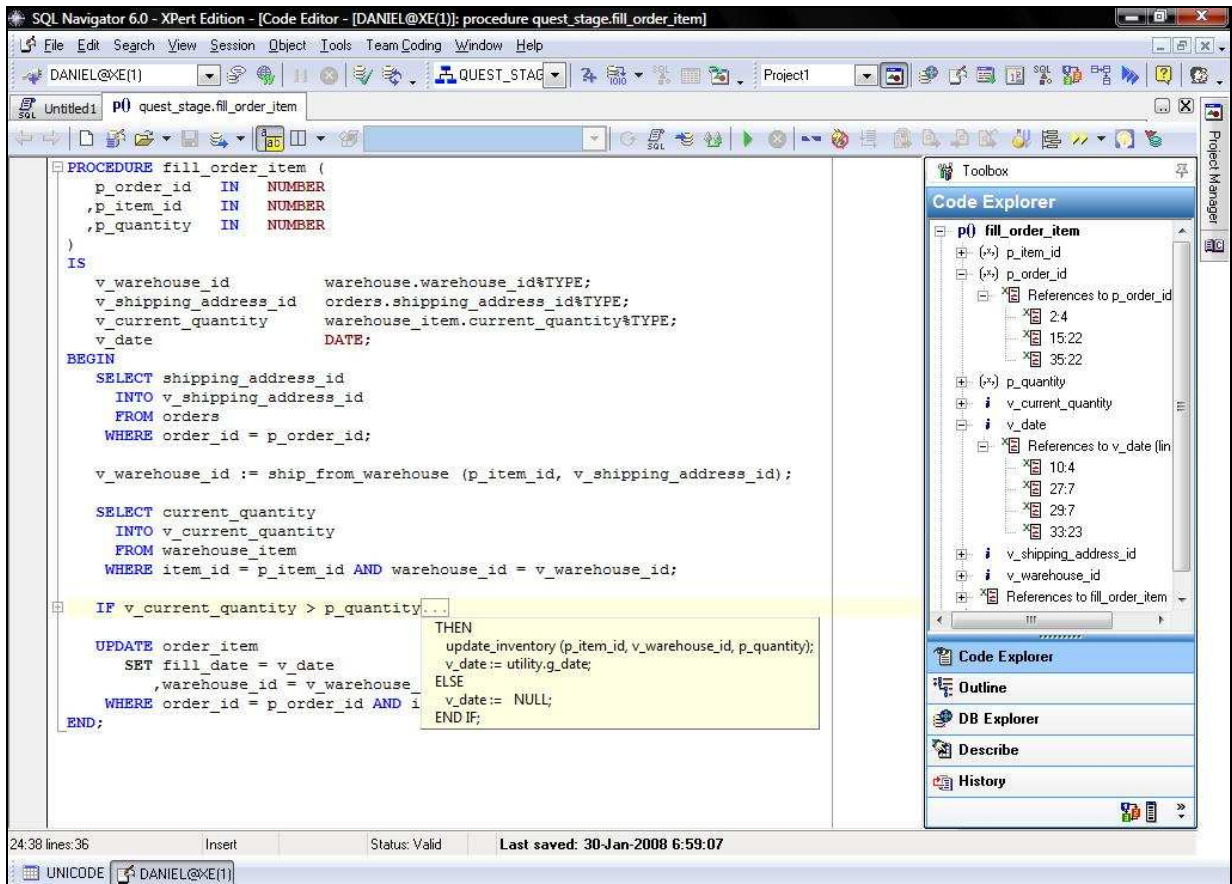 SQL Navigator 6.0 - XPert Edition - [Code Editor - [DANIEL@XE(1)]: procedure quest_stage.fill_order_item]
File Edit Search View Session Object Tools Team Coding Window Help
DANIEL@XE(1) QUEST_STAG Project1
Untitled1 P() quest_stage.fill_order_item
PROCEDURE fill_order_item (
p_order_id IN NUMBER
,p_item_id IN NUMBER
,p_quantity IN NUMBER
)
IS
v_warehouse_id warehouse.warehouse_id%TYPE;
v_shipping_address_id orders.shipping_address_id%TYPE;
v_current_quantity warehouse_item.current_quantity%TYPE;
v_date DATE;
BEGIN
SELECT shipping_address_id
INTO v_shipping_address_id
FROM orders
WHERE order_id = p_order_id;
v_warehouse_id := ship_from_warehouse (p_item_id, v_shipping_address_id);
SELECT current_quantity
INTO v_current_quantity
FROM warehouse_item
WHERE item_id = p_item_id AND warehouse_id = v_warehouse_id;
IF v_current_quantity > p_quantity...
THEN
update_inventory (p_item_id, v_warehouse_id, p_quantity);
v_date := utility.g_date;
ELSE
v_date := NULL;
END IF;
UPDATE order_item
SET fill_date = v_date
,warehouse_id = v_warehouse_
WHERE order_id = p_order_id AND i
END;
Toolbox
Code Explorer
P() fill_order_item
p_item_id
p_order_id
References to p_order_id
2:4
15:22
35:22
p_quantity
v_current_quantity
v_date
References to v_date (lin
10:4
27:7
29:7
33:23
v_shipping_address_id
v_warehouse_id
References to fill_order_item
Code Explorer
Outline
DB Explorer
Describe
History
Project Manager
24:38 lines:36 Insert Status: Valid Last saved: 30-Jan-2008 6:59:07
UNICODE DANIEL@XE(1)